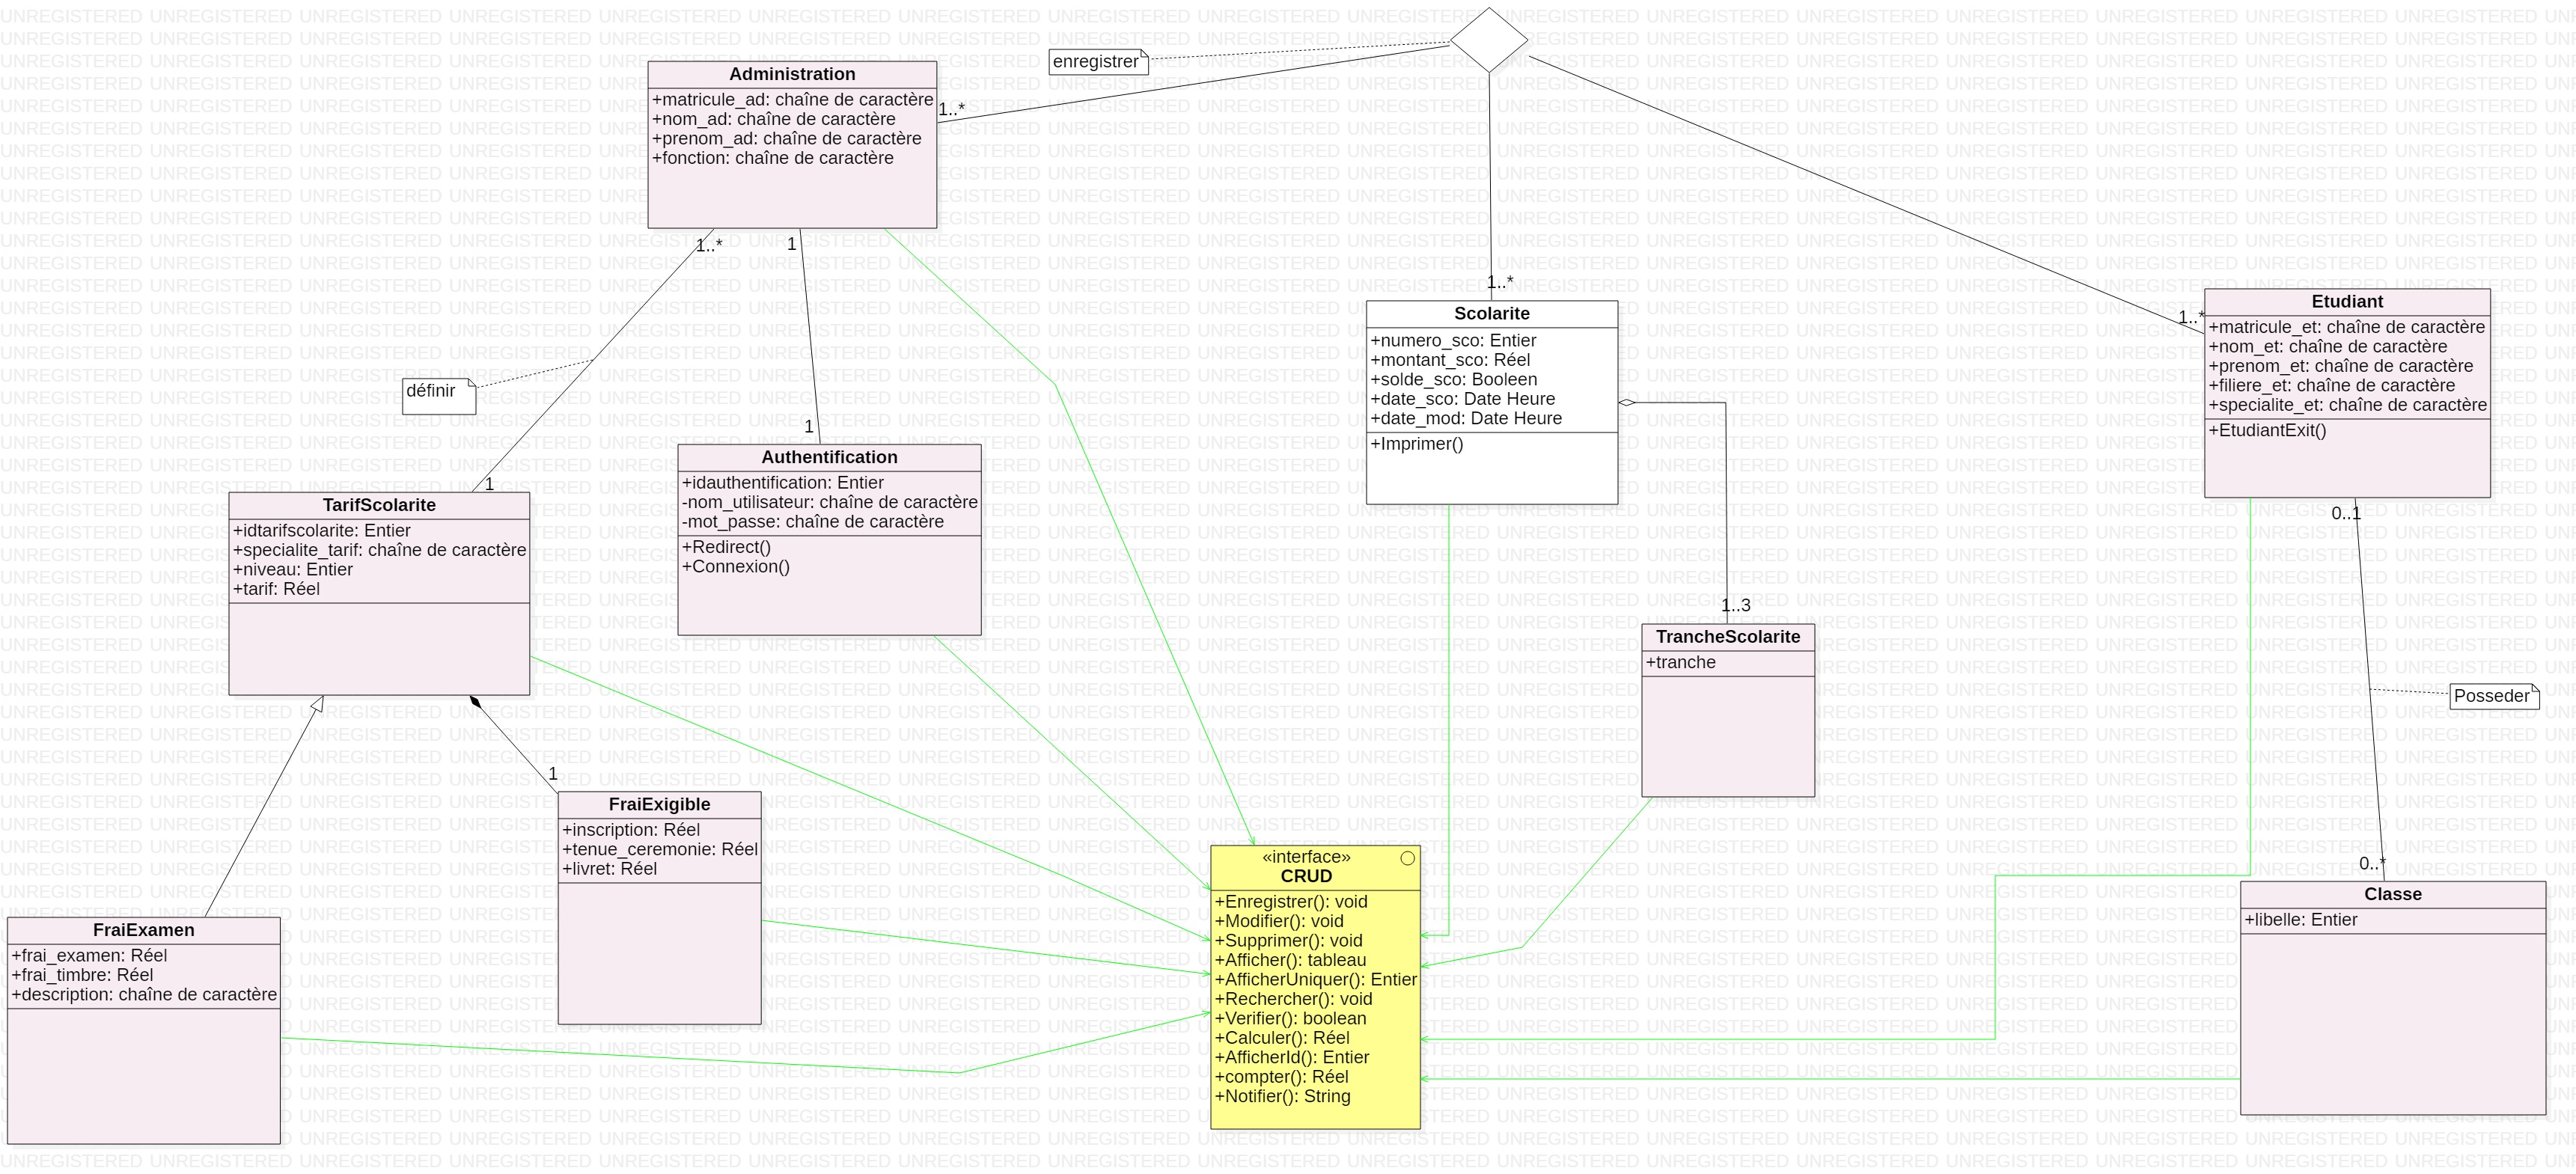 enregistrer
Administration
+matricule_ad: chaîne de caractère
+nom_ad: chaîne de caractère
+prenom_ad: chaîne de caractère
+fonction: chaîne de caractère
1..*
1..*
1
définir
1
1
Authentification
+idauthentification: Entier
-nom_utilisateur: chaîne de caractère
-mot_passe: chaîne de caractère
+Redirect()
+Connexion()
TarifScolarite
+idtarifscolarite: Entier
+specialite_tarif: chaîne de caractère
+niveau: Entier
+tarif: Réel
1
FraiExigible
+inscription: Réel
+tenue_ceremonie: Réel
+livret: Réel
FraiExamen
+frai_examen: Réel
+frai_timbre: Réel
+description: chaîne de caractère
1..*
Scolarite
+numero_sco: Entier
+montant_sco: Réel
+solde_sco: Booleen
+date_sco: Date Heure
+date_mod: Date Heure
+Imprimer()
1..3
TrancheScolarite
+tranche
«interface»
CRUD
+Enregistrer(): void
+Modifier(): void
+Supprimer(): void
+Afficher(): tableau
+AfficherUniquer(): Entier
+Rechercher(): void
+Verifier(): boolean
+Calculer(): Réel
+AfficherId(): Entier
+compter(): Réel
+Notifier(): String
1..*
Etudiant
+matricule_et: chaîne de caractère
+nom_et: chaîne de caractère
+prenom_et: chaîne de caractère
+filiere_et: chaîne de caractère
+specialite_et: chaîne de caractère
+EtudiantExit()
0..1
Posseder
0..*
Classe
+libelle: Entier
UNREGISTERED